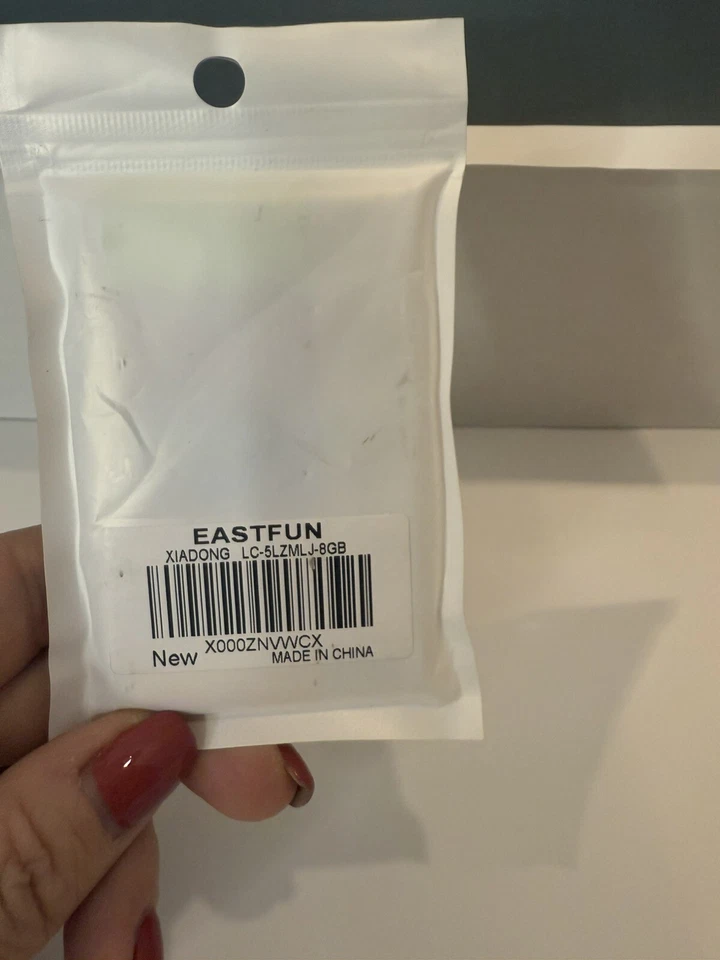 EASTFUN
XIADONG LC-5LZMLJ-8GB
X000ZNVWCX
New
MADE IN CHINA